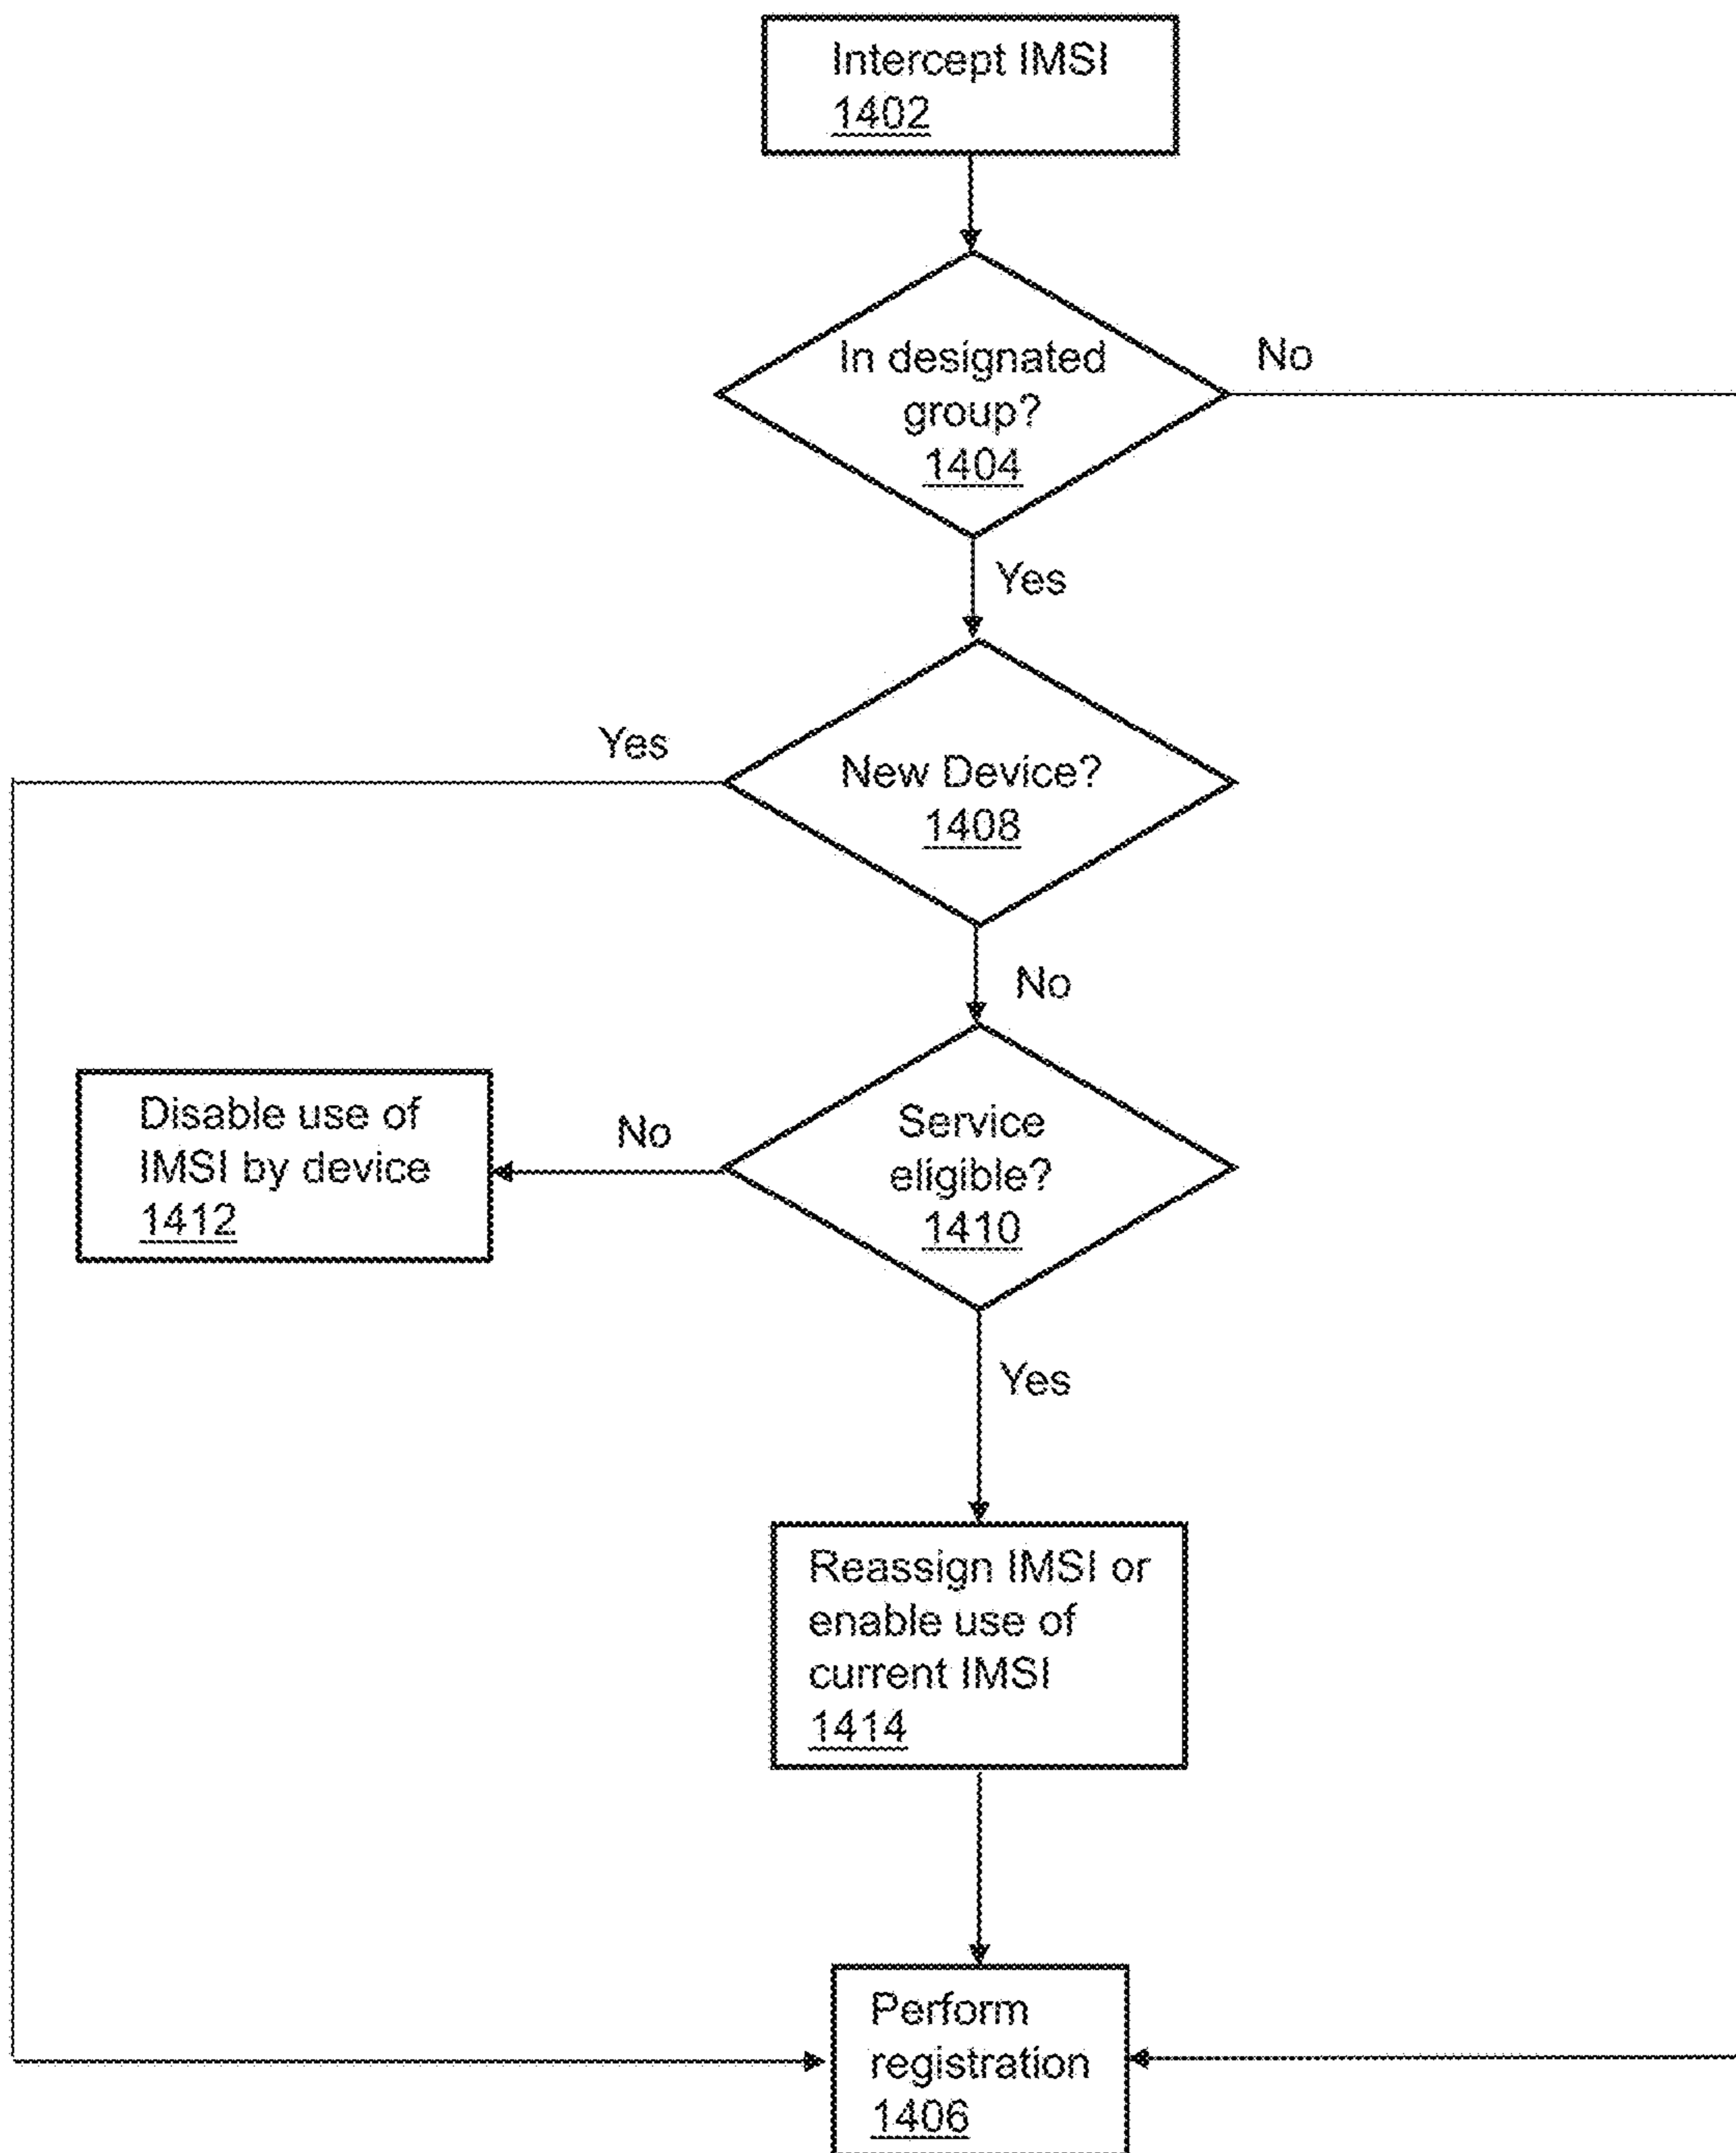 Intercept IMSI
1402
In designated
group?
1404
No
Yes
Yes
New Device?
1408
No
Disable use of
IMSI by device
1412
No
Service
eligible?
1410
Yes
Reassign IMSI or
enable use of
current IMSI
1414
Perform
registration
1406